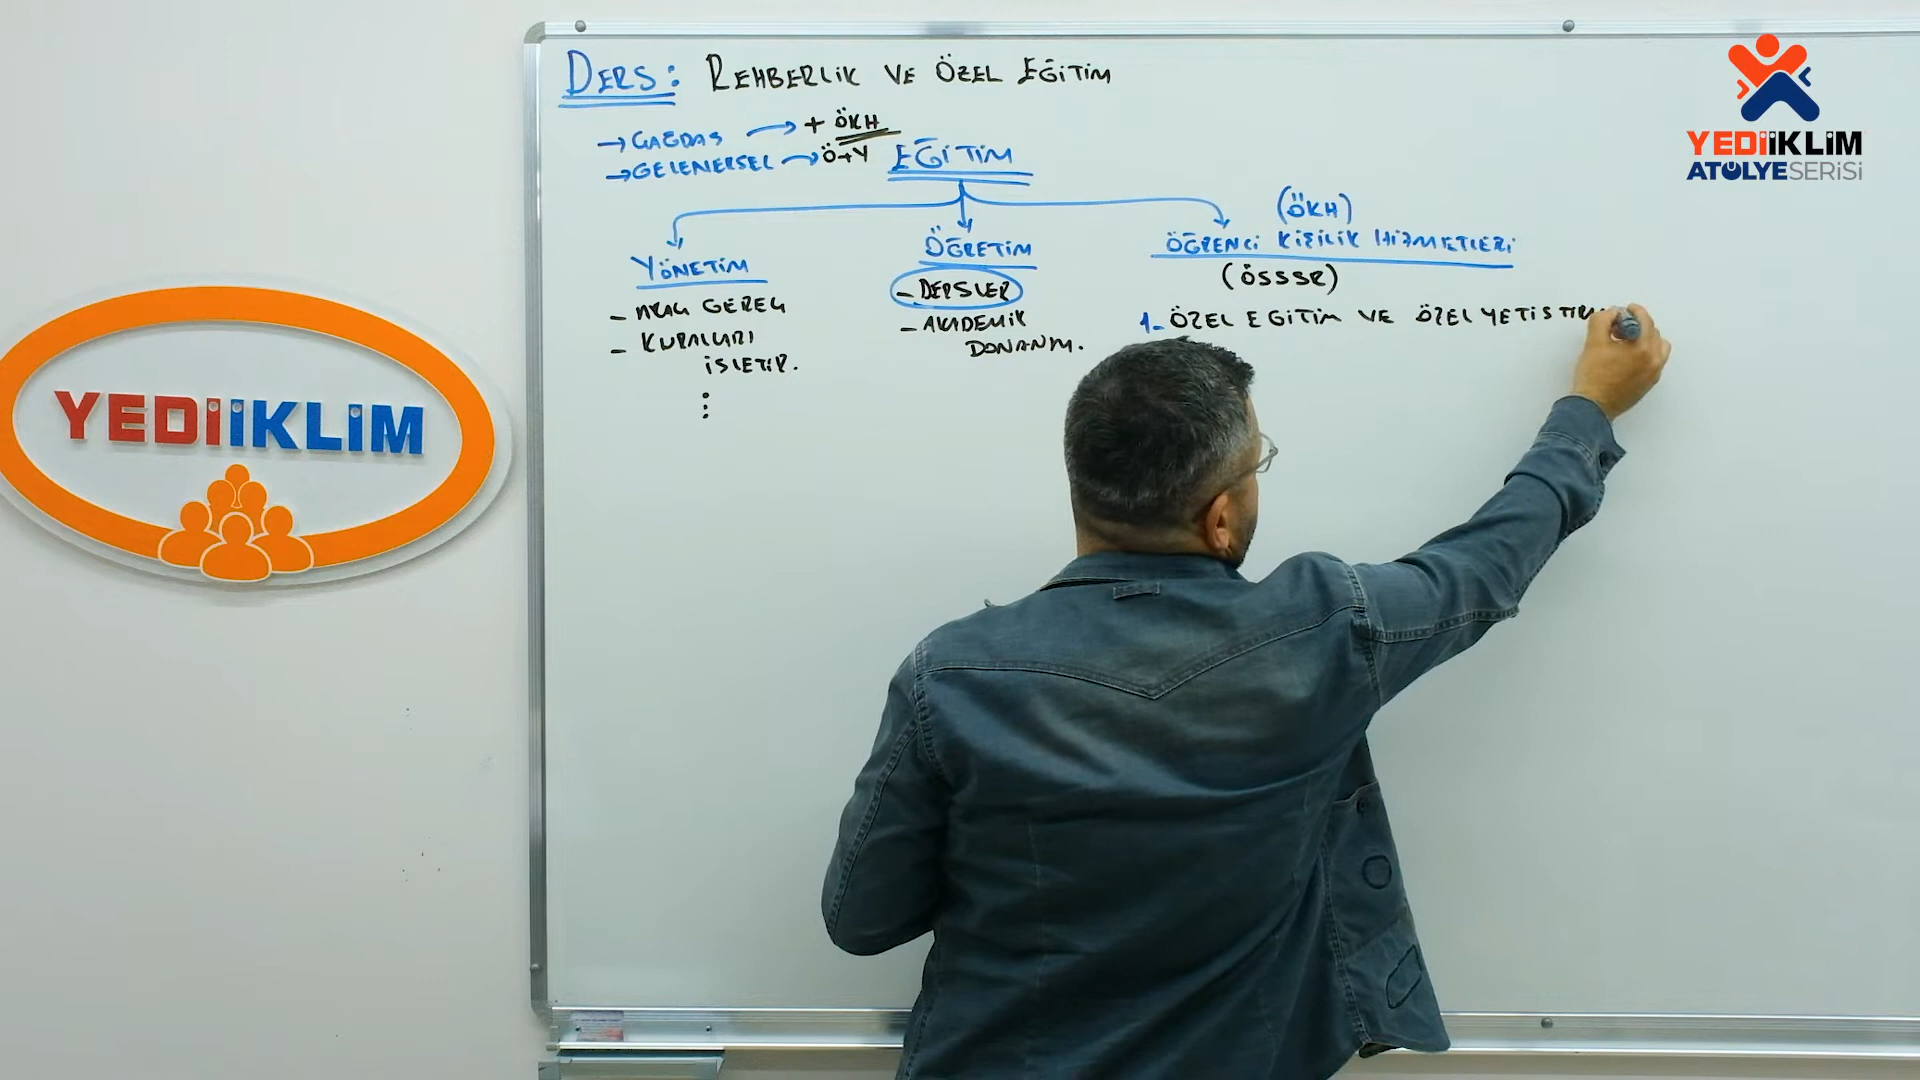 DERS: REHBERLİK VE ÖZEL EĞİTİM
→ ÇAĞDAŞ → + ÖKH
→ GELENEKSEL → Ö+Y
EĞİTİM
YÖNETİM
- ARAÇ GEREÇ
- KURALLARI
İŞLETİR.
ÖĞRETİM
- DERSLER
- AKADEMİK
DONANIM.
(ÖKH)
ÖĞRENCİ KİŞİLİK HİZMETLERİ
(ÖSSSR)
1- ÖZEL EĞİTİM VE ÖZEL YETİŞTİRM
YEDİİKLİM
YEDİİKLİM
ATÖLYESERİSİ